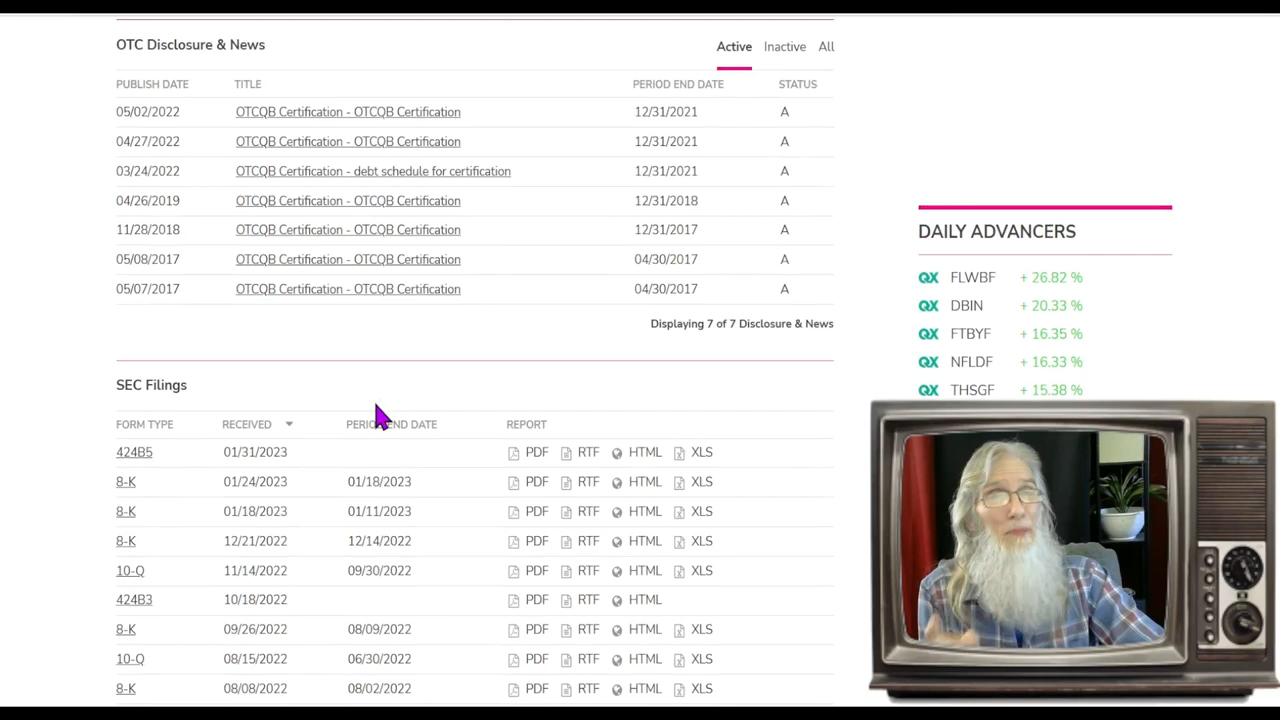 OTC Disclosure & News
Active Inactive All
PUBLISH DATE TITLE PERIOD END DATE STATUS
05/02/2022 OTCQB Certification - OTCQB Certification 12/31/2021 A
04/27/2022 OTCQB Certification - OTCQB Certification 12/31/2021 A
03/24/2022 OTCQB Certification - debt schedule for certification 12/31/2021 A
04/26/2019 OTCQB Certification - OTCQB Certification 12/31/2018 A
11/28/2018 OTCQB Certification - OTCQB Certification 12/31/2017 A
05/08/2017 OTCQB Certification - OTCQB Certification 04/30/2017 A
05/07/2017 OTCQB Certification - OTCQB Certification 04/30/2017 A
Displaying 7 of 7 Disclosure & News
SEC Filings
FORM TYPE RECEIVED PERIOD END DATE REPORT
424B5 01/31/2023 PDF RTF HTML XLS
8-K 01/24/2023 01/18/2023 PDF RTF HTML XLS
8-K 01/18/2023 01/11/2023 PDF RTF HTML XLS
8-K 12/21/2022 12/14/2022 PDF RTF HTML XLS
10-Q 11/14/2022 09/30/2022 PDF RTF HTML XLS
424B3 10/18/2022 PDF RTF HTML
8-K 09/26/2022 08/09/2022 PDF RTF HTML XLS
10-Q 08/15/2022 06/30/2022 PDF RTF HTML XLS
8-K 08/08/2022 08/02/2022 PDF RTF HTML XLS
DAILY ADVANCERS
QX FLWBF + 26.82 %
QX DBIN + 20.33 %
QX FTBYF + 16.35 %
QX NFLDF + 16.33 %
QX THSGF + 15.38 %